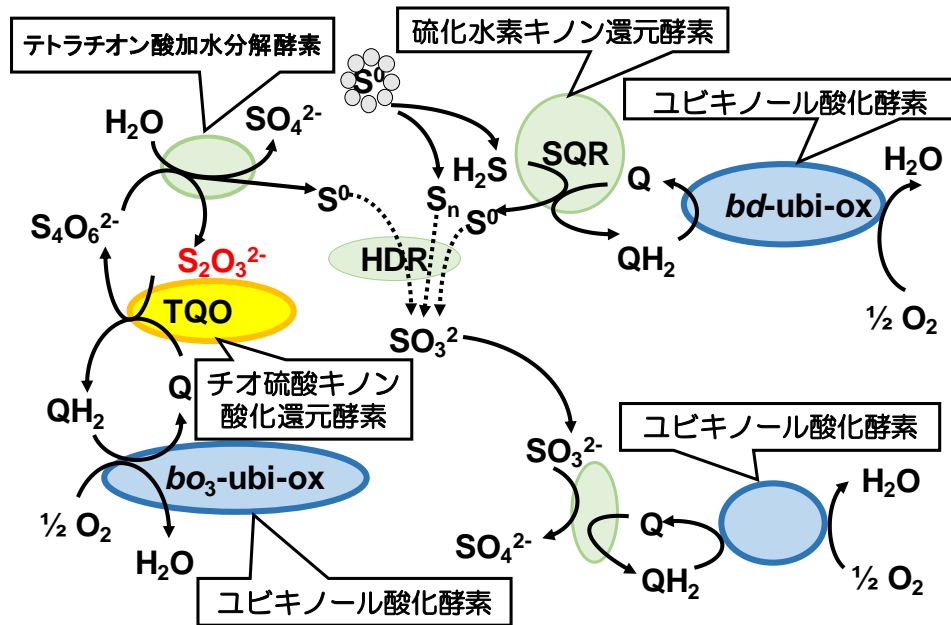 テトラチオン酸加水分解酵素
硫化水素キノン還元酵素
ユビキノール酸化酵素
S⁰
H₂O
SO₄²⁻
H₂S
SQR
Q
H₂O
S⁰
Sₙ
S⁰
bd-ubi-ox
S₄O₆²⁻
S₂O₃²⁻
HDR
QH₂
TQO
SO₃²
½ O₂
Q
チオ硫酸キノン
酸化還元酵素
QH₂
ユビキノール酸化酵素
SO₃²⁻
bo₃-ubi-ox
H₂O
½ O₂
SO₄²⁻
Q
H₂O
QH₂
½ O₂
ユビキノール酸化酵素